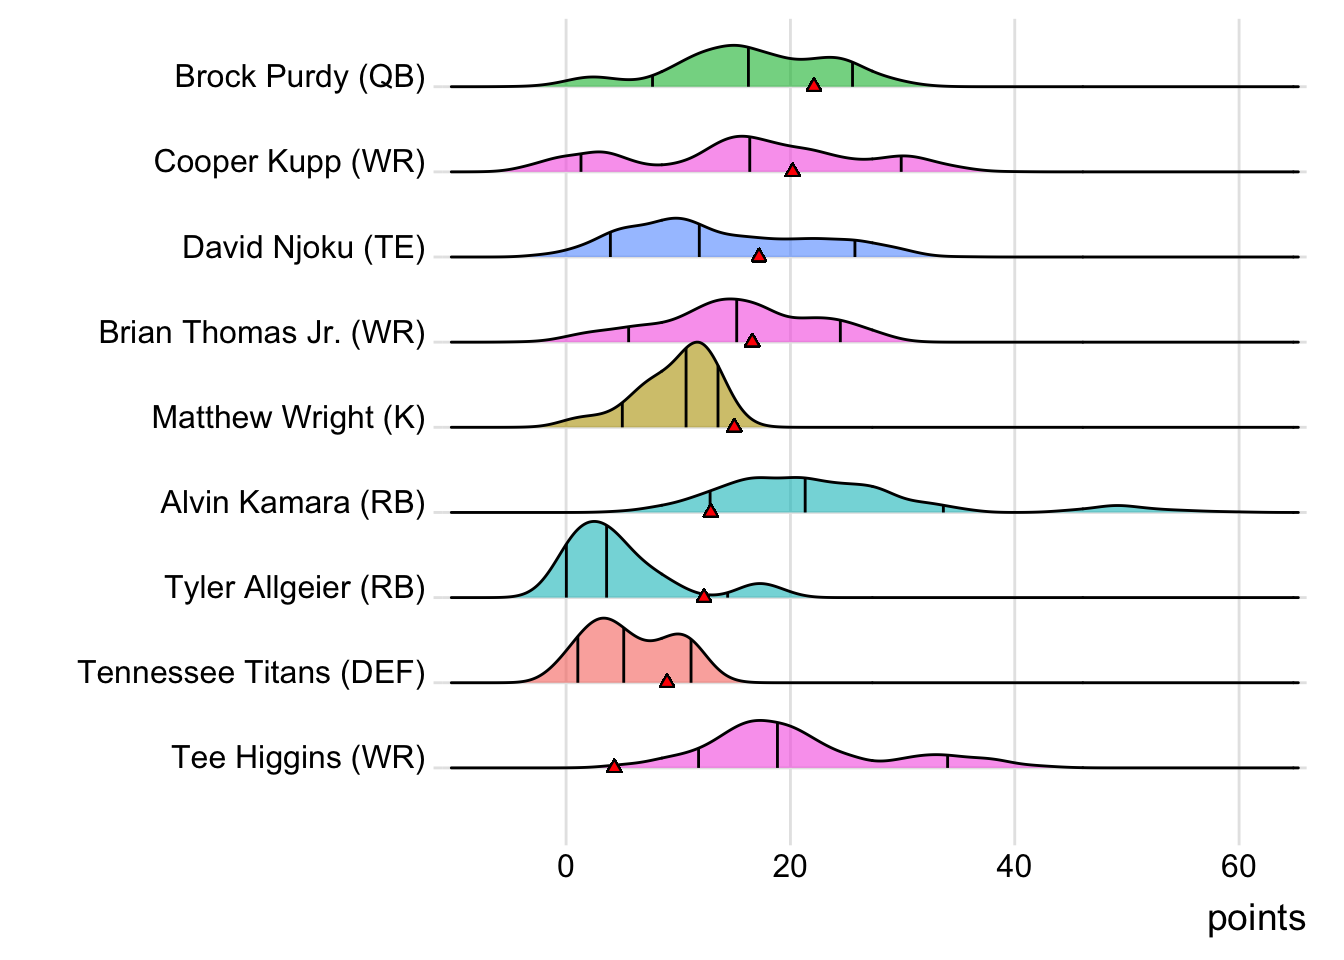 Brock Purdy (QB)
Cooper Kupp (WR)
David Njoku (TE)
Brian Thomas Jr. (WR)
Matthew Wright (K)
Alvin Kamara (RB)
Tyler Allgeier (RB)
Tennessee Titans (DEF)
Tee Higgins (WR)
0 20 40 60
points